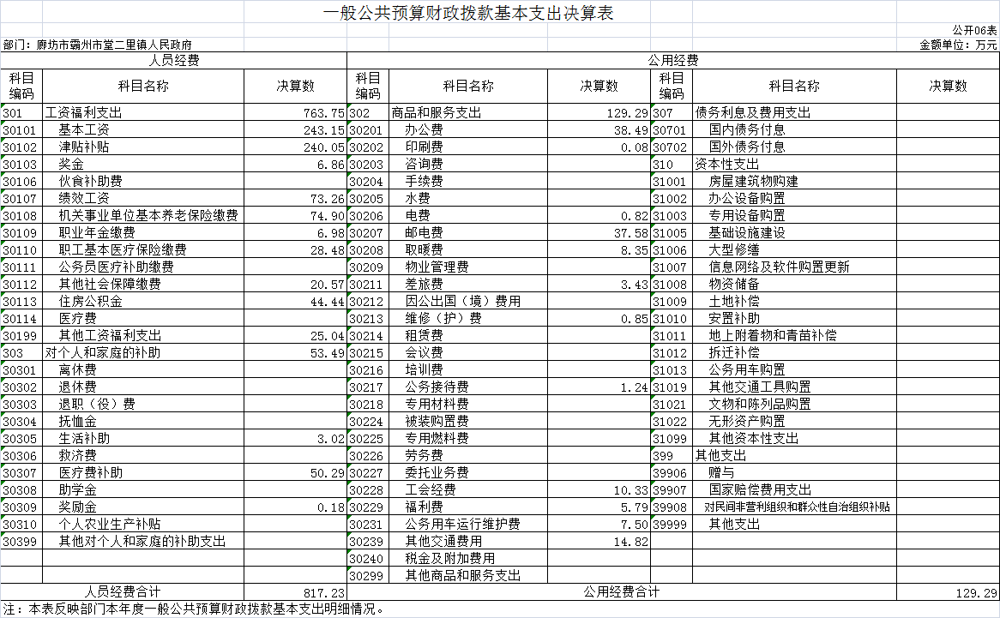 一般公共预算财政拨款基本支出决算表
公开06表
部门：廊坊市霸州市堂二里镇人民政府 金额单位：万元
人员经费 公用经费
科目编码 科目名称 决算数 科目编码 科目名称 决算数 科目编码 科目名称 决算数
301 工资福利支出 763.75 302 商品和服务支出 129.29 307 债务利息及费用支出
30101 基本工资 243.15 30201 办公费 38.49 30701 国内债务付息
30102 津贴补贴 240.05 30202 印刷费 0.08 30702 国外债务付息
30103 奖金 6.86 30203 咨询费 310 资本性支出
30106 伙食补助费 30204 手续费 31001 房屋建筑物购建
30107 绩效工资 73.26 30205 水费 31002 办公设备购置
30108 机关事业单位基本养老保险缴费 74.90 30206 电费 0.82 31003 专用设备购置
30109 职业年金缴费 6.98 30207 邮电费 37.58 31005 基础设施建设
30110 职工基本医疗保险缴费 28.48 30208 取暖费 8.35 31006 大型修缮
30111 公务员医疗补助缴费 30209 物业管理费 31007 信息网络及软件购置更新
30112 其他社会保障缴费 20.57 30211 差旅费 3.43 31008 物资储备
30113 住房公积金 44.44 30212 因公出国（境）费用 31009 土地补偿
30114 医疗费 30213 维修（护）费 0.85 31010 安置补助
30199 其他工资福利支出 25.04 30214 租赁费 31011 地上附着物和青苗补偿
303 对个人和家庭的补助 53.49 30215 会议费 31012 拆迁补偿
30301 离休费 30216 培训费 31013 公务用车购置
30302 退休费 30217 公务接待费 1.24 31019 其他交通工具购置
30303 退职（役）费 30218 专用材料费 31021 文物和陈列品购置
30304 抚恤金 30224 被装购置费 31022 无形资产购置
30305 生活补助 3.02 30225 专用燃料费 31099 其他资本性支出
30306 救济费 30226 劳务费 399 其他支出
30307 医疗费补助 50.29 30227 委托业务费 39906 赠与
30308 助学金 30228 工会经费 10.33 39907 国家赔偿费用支出
30309 奖励金 0.18 30229 福利费 5.79 39908 对民间非营利组织和群众性自治组织补贴
30310 个人农业生产补贴 30231 公务用车运行维护费 7.50 39999 其他支出
30399 其他对个人和家庭的补助支出 30239 其他交通费用 14.82
30240 税金及附加费用
30299 其他商品和服务支出
人员经费合计 817.23 公用经费合计 129.29
注：本表反映部门本年度一般公共预算财政拨款基本支出明细情况。